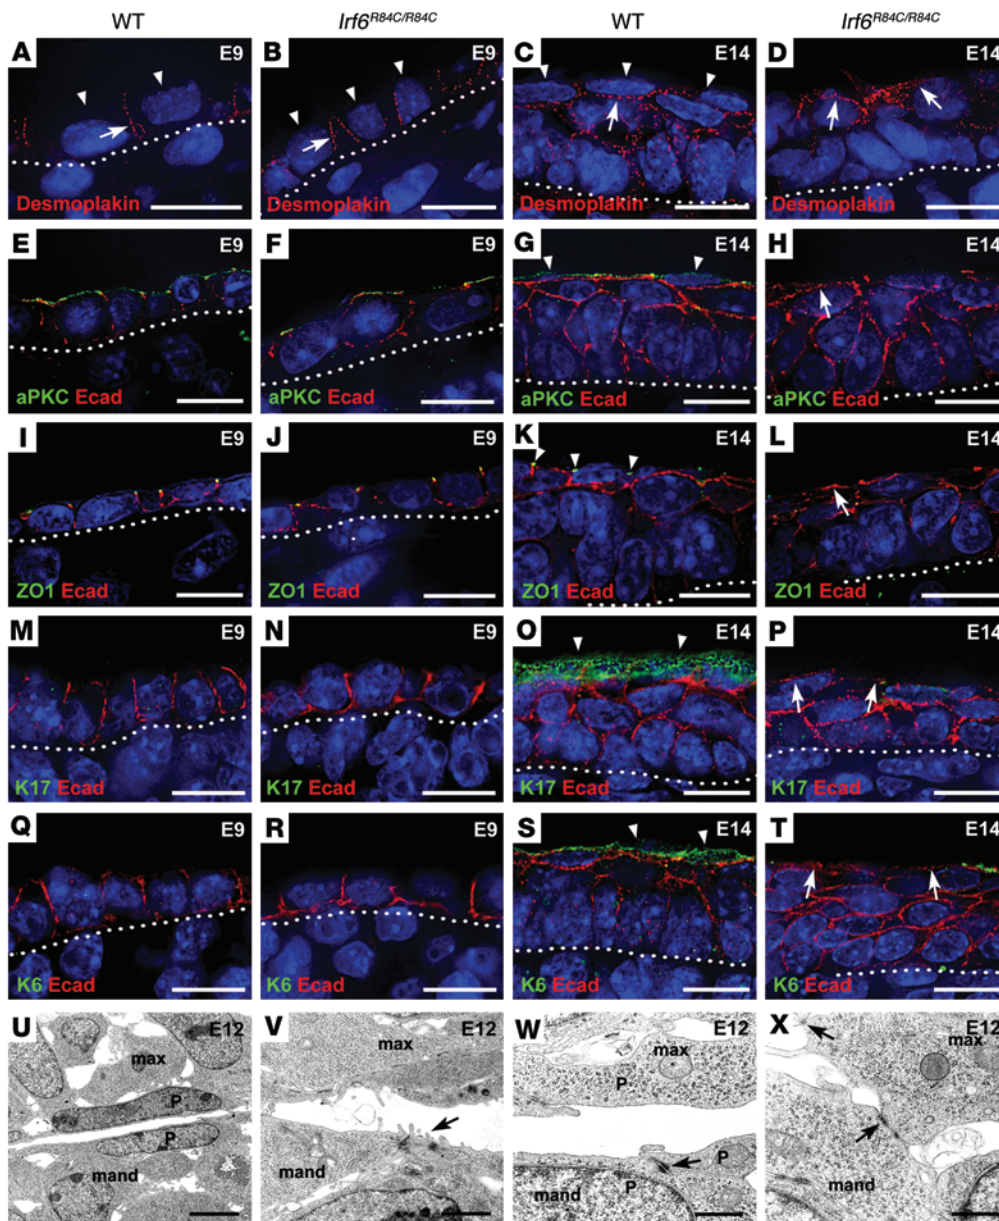 WT Irf6R84C/R84C WT Irf6R84C/R84C
A E9 B E9 C E14 D E14
Desmoplakin Desmoplakin Desmoplakin Desmoplakin
E E9 F E9 G E14 H E14
aPKC Ecad aPKC Ecad aPKC Ecad aPKC Ecad
I E9 J E9 K E14 L E14
ZO1 Ecad ZO1 Ecad ZO1 Ecad ZO1 Ecad
M E9 N E9 O E14 P E14
K17 Ecad K17 Ecad K17 Ecad K17 Ecad
Q E9 R E9 S E14 T E14
K6 Ecad K6 Ecad K6 Ecad K6 Ecad
U E12 V E12 W E12 X E12
max max max max
P P
P
mand mand mand P P mand